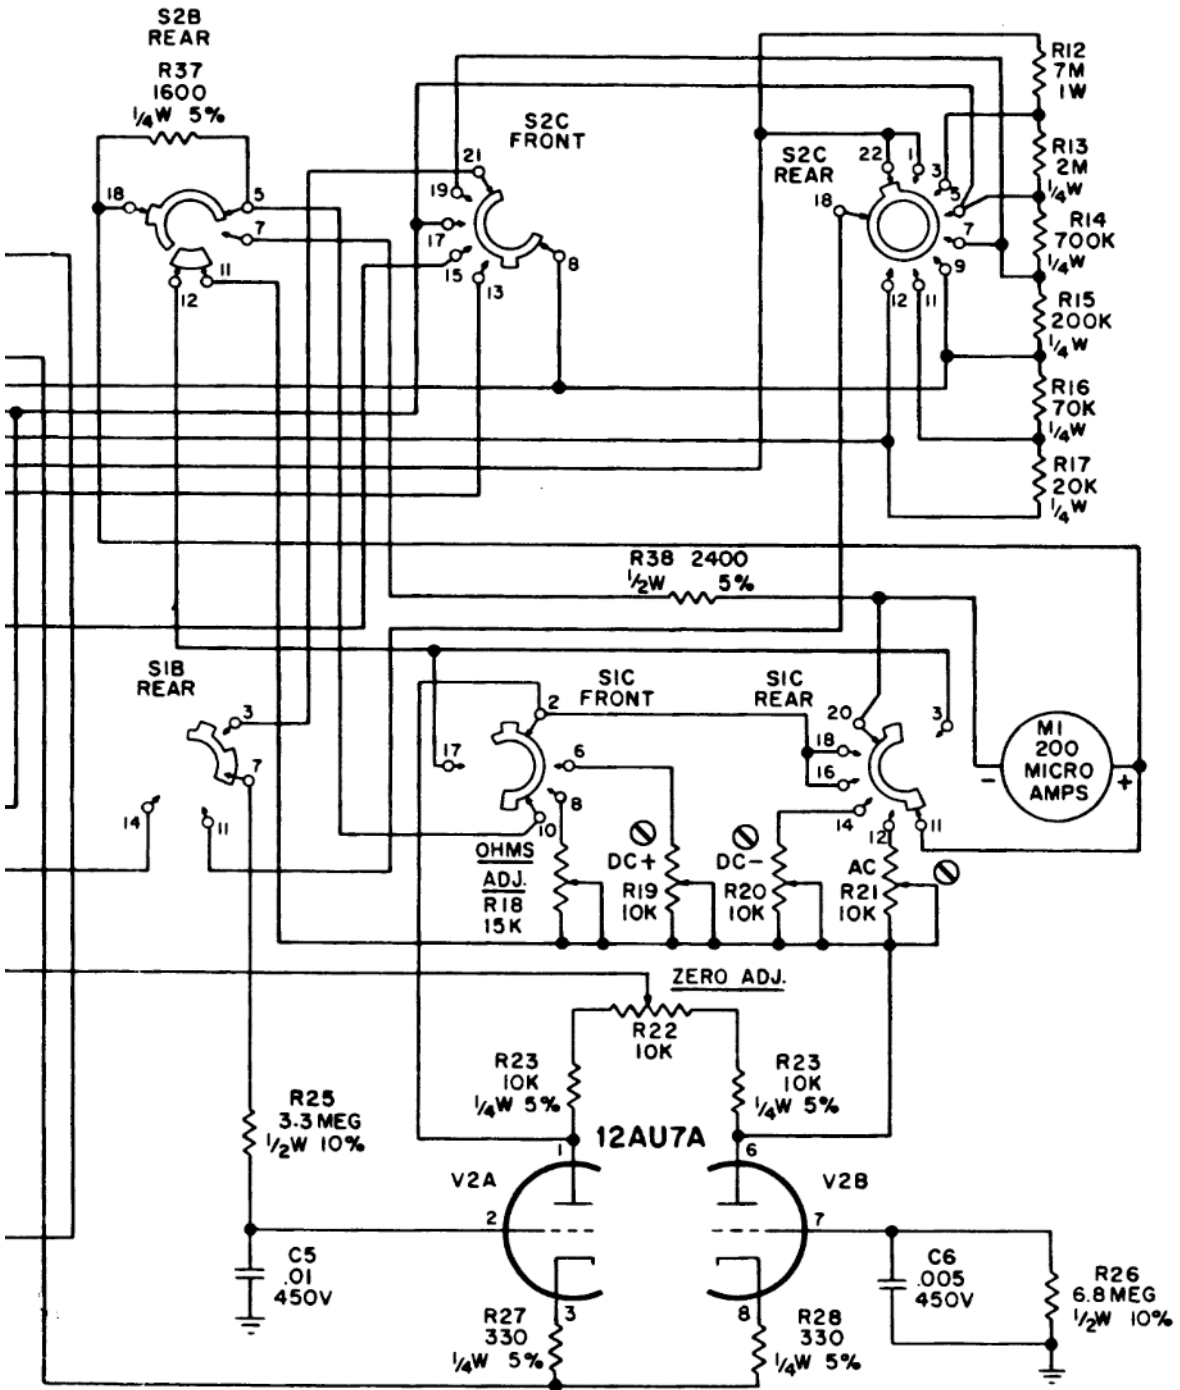 S2B
REAR
R37
1600
1/4W 5%
18
5
7
11
12
S2C
FRONT
21
19
17
15
13
8
S2C
REAR
22
1
3
5
18
7
9
12
11
R12
7M
1W
R13
2M
1/4W
R14
700K
1/4W
R15
200K
1/4W
R16
70K
1/4W
R17
20K
1/4W
R38 2400
1/2W 5%
S1B
REAR
3
7
14
11
S1C
FRONT
2
17
6
8
10
S1C
REAR
20
3
18
16
14
12
11
M1
200
MICRO
AMPS
-
+
OHMS
ADJ.
R18
15K
DC+
R19
10K
DC-
R20
10K
AC
R21
10K
ZERO ADJ.
R22
10K
R23
10K
1/4W 5%
R23
10K
1/4W 5%
R25
3.3 MEG
1/2W 10%
12AU7A
1
6
V2A
V2B
2
7
3
8
C5
.01
450V
C6
.005
450V
R26
6.8 MEG
1/2W 10%
R27
330
1/4W 5%
R28
330
1/4W 5%